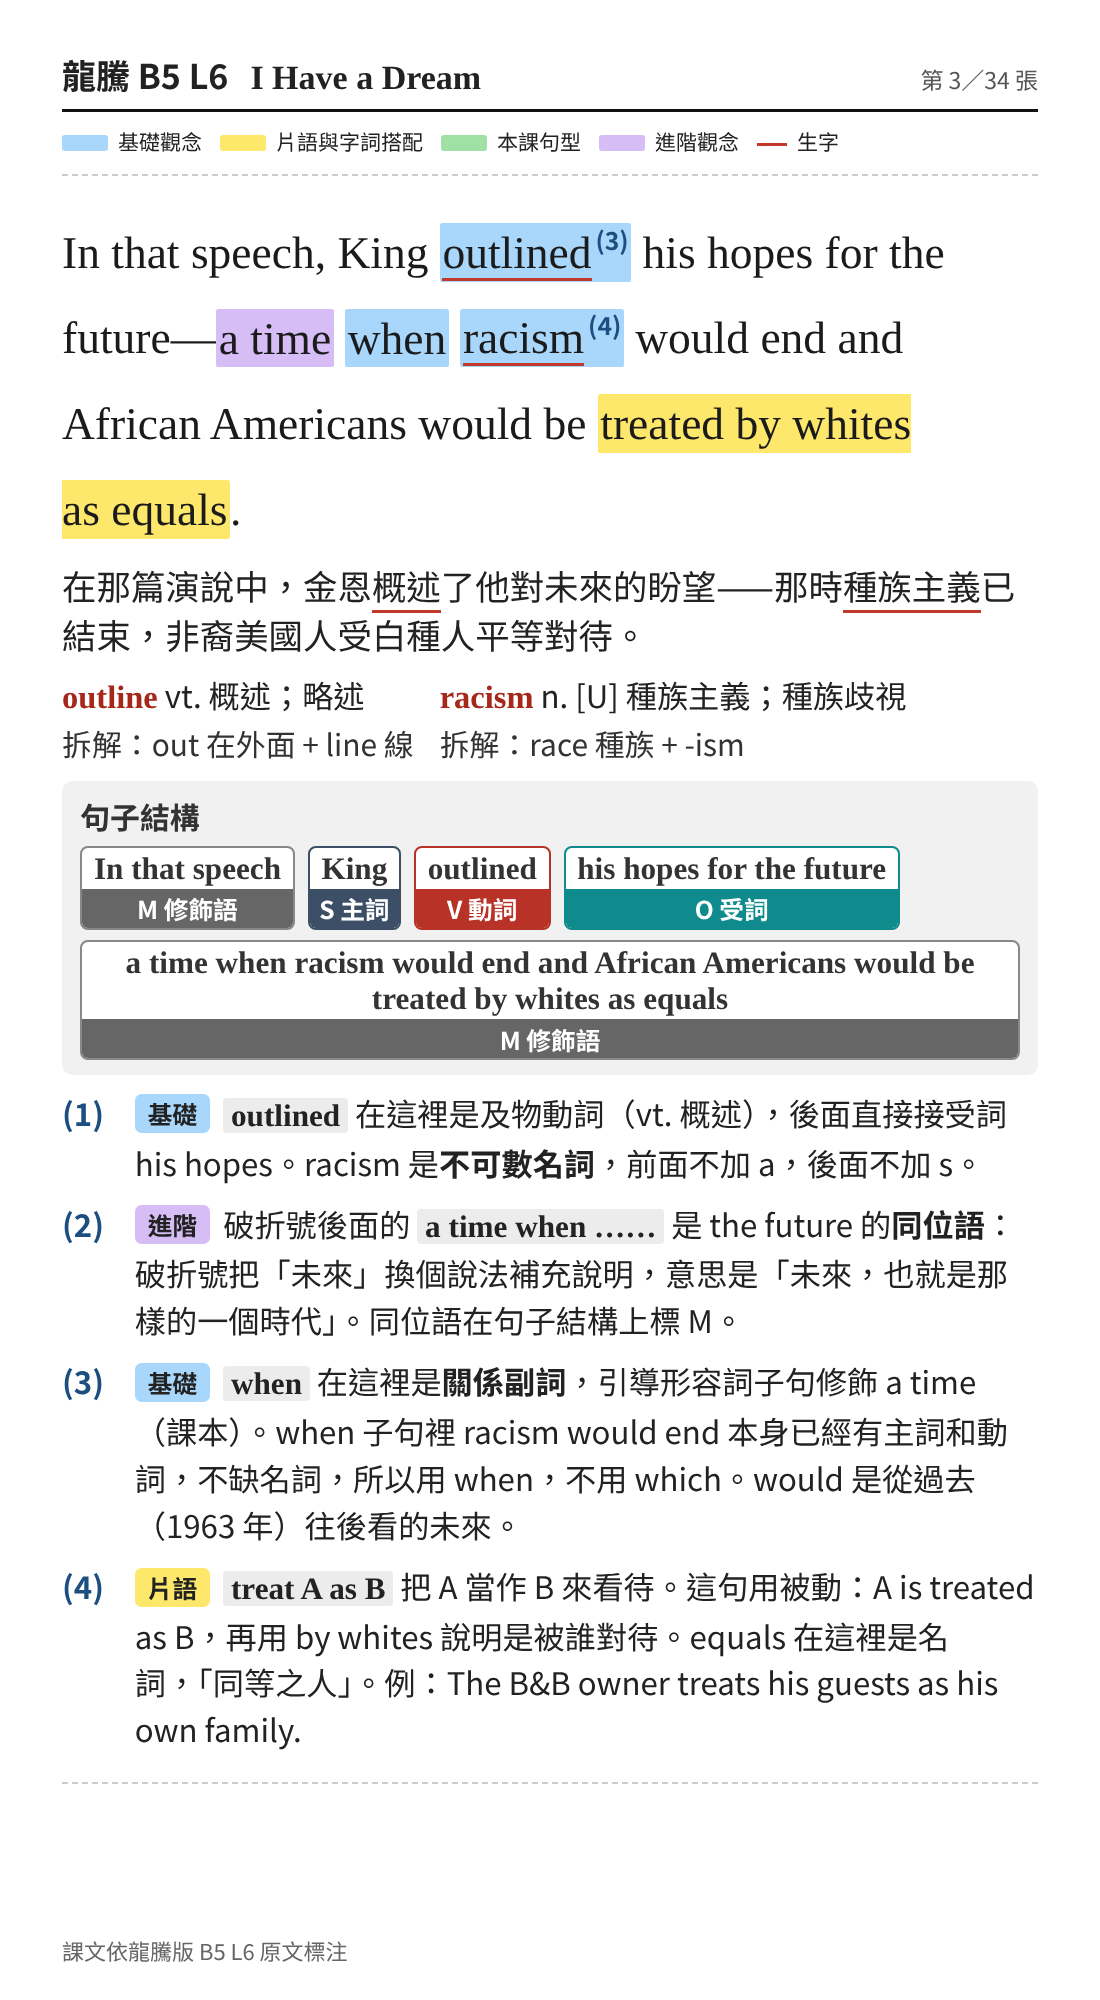 龍騰 B5 L6 I Have a Dream
第 3／34 張
基礎觀念 片語與字詞搭配 本課句型 進階觀念 生字
In that speech, King outlined(3) his hopes for the
future—a time when racism(4) would end and
African Americans would be treated by whites
as equals.
在那篇演說中，金恩概述了他對未來的盼望——那時種族主義已
結束，非裔美國人受白種人平等對待。
outline vt. 概述；略述 racism n. [U] 種族主義；種族歧視
拆解：out 在外面 + line 線 拆解：race 種族 + -ism
句子結構
In that speech King outlined his hopes for the future
M 修飾語 S 主詞 V 動詞 O 受詞
a time when racism would end and African Americans would be
treated by whites as equals
M 修飾語
(1) 基礎 outlined 在這裡是及物動詞（vt. 概述），後面直接接受詞
his hopes。racism 是不可數名詞，前面不加 a，後面不加 s。
(2) 進階 破折號後面的 a time when …… 是 the future 的同位語：
破折號把「未來」換個說法補充說明，意思是「未來，也就是那
樣的一個時代」。同位語在句子結構上標 M。
(3) 基礎 when 在這裡是關係副詞，引導形容詞子句修飾 a time
（課本）。when 子句裡 racism would end 本身已經有主詞和動
詞，不缺名詞，所以用 when，不用 which。would 是從過去
（1963 年）往後看的未來。
(4) 片語 treat A as B 把 A 當作 B 來看待。這句用被動：A is treated
as B，再用 by whites 說明是被誰對待。equals 在這裡是名
詞，「同等之人」。例：The B&B owner treats his guests as his
own family.
課文依龍騰版 B5 L6 原文標注